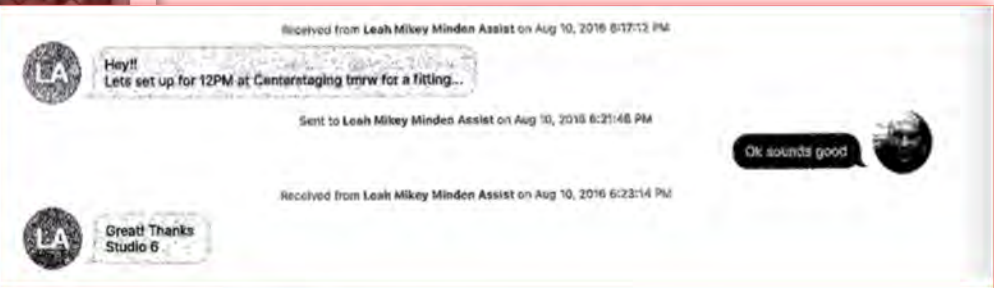 Received from Leah Mikey Minden Assist on Aug 10, 2016 6:17:12 PM
LA
Hey!!
Lets set up for 12PM at Centerstaging tmrw for a fitting...
Sent to Leah Mikey Minden Assist on Aug 10, 2016 6:21:46 PM
Ok sounds good
Received from Leah Mikey Minden Assist on Aug 10, 2016 6:23:14 PM
LA
Great! Thanks
Studio 6